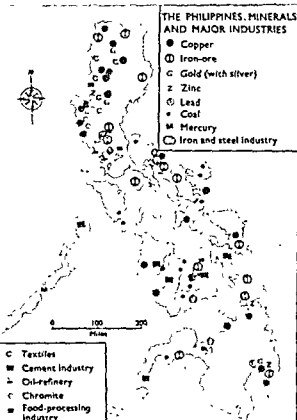 THE PHILIPPINES. MINERALS
AND MAJOR INDUSTRIES
Copper
Iron-ore
G Gold (with silver)
Z Zinc
Lead
Coal
Mercury
Iron and steel industry
N
0 100 200
Miles
C Textiles
Cement Industry
Oil-refinery
Chromite
Food-processing
Industry